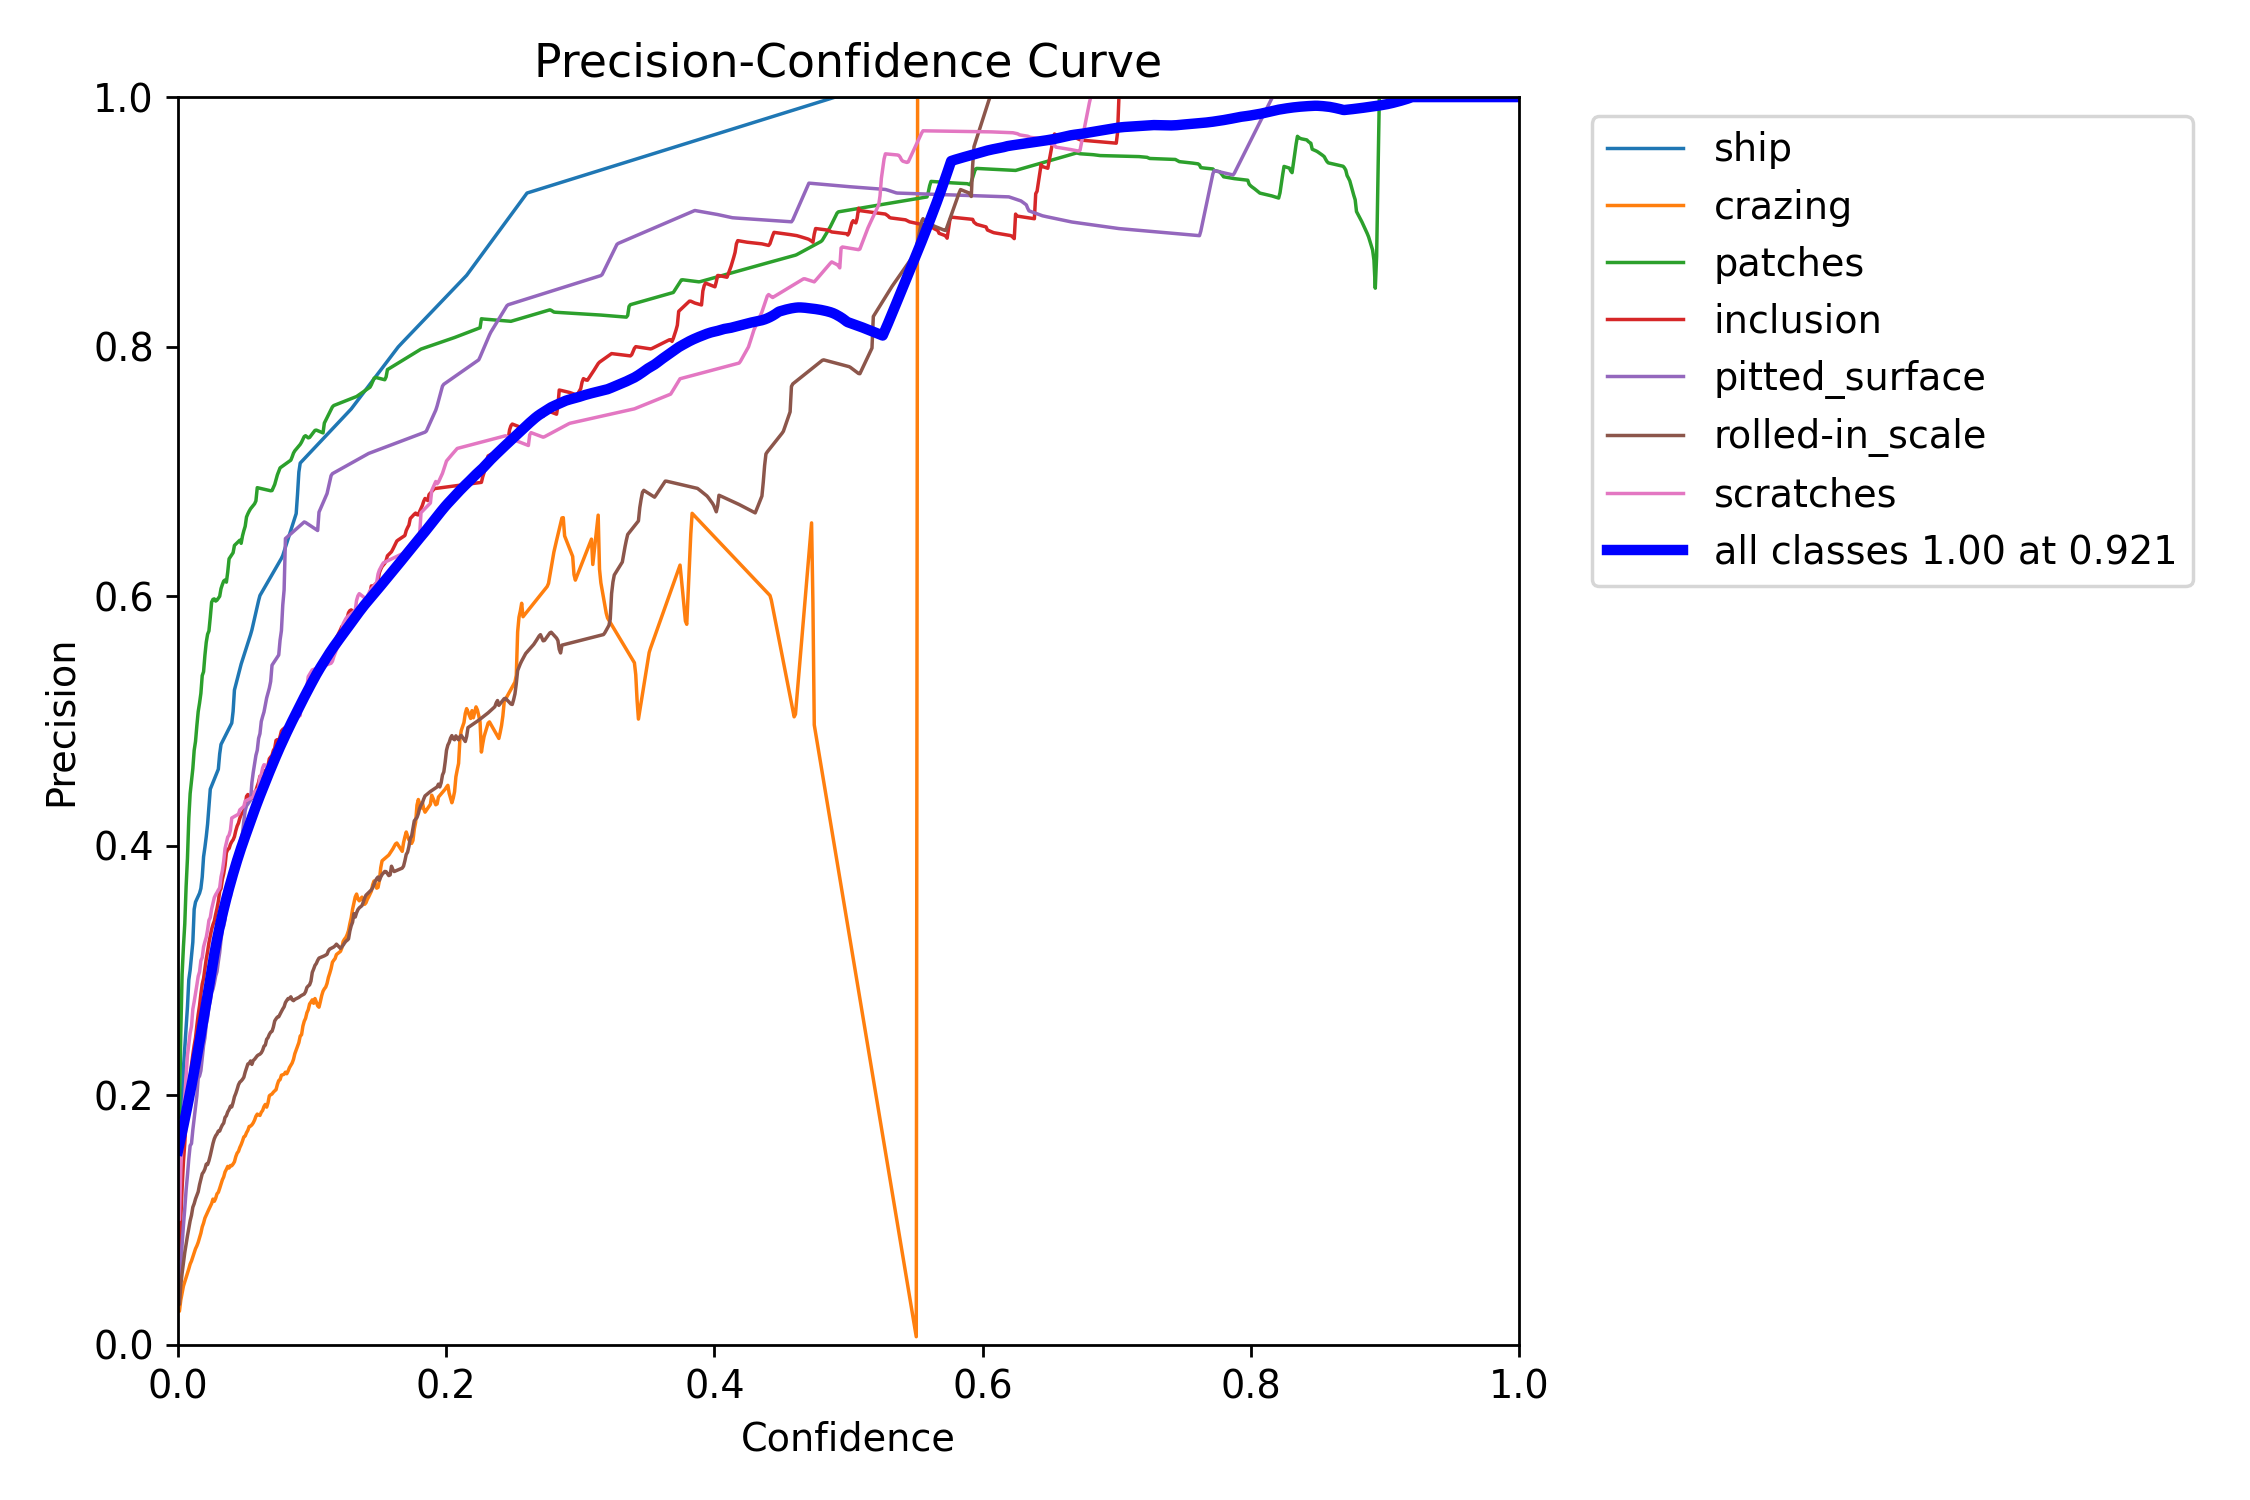 Precision-Confidence Curve
1.0
0.8
0.6
0.4
0.2
0.0
Precision
0.0 0.2 0.4 0.6 0.8 1.0
Confidence
ship
crazing
patches
inclusion
pitted_surface
rolled-in_scale
scratches
all classes 1.00 at 0.921